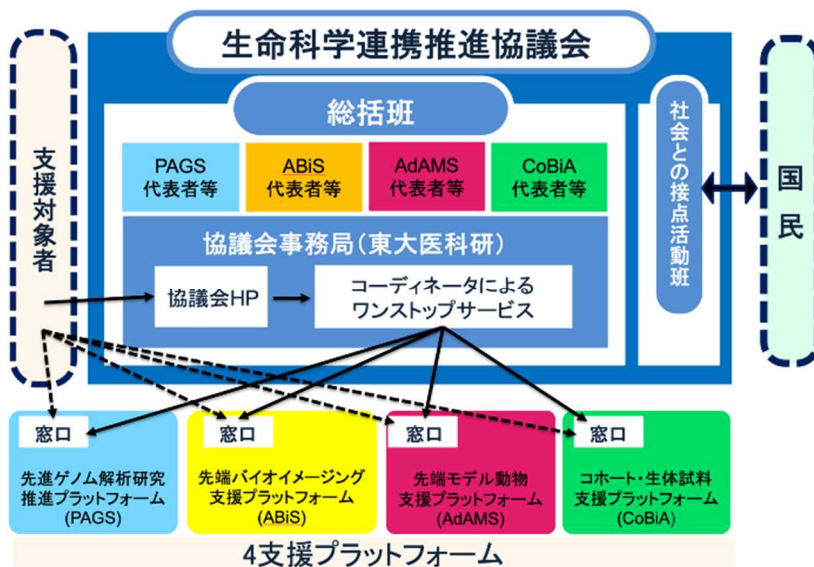 生命科学連携推進協議会
支援対象者
総括班
PAGS
代表者等
ABiS
代表者等
AdAMS
代表者等
CoBiA
代表者等
協議会事務局(東大医科研)
協議会HP
コーディネータによる
ワンストップサービス
社会との接点活動班
国民
窓口
先進ゲノム解析研究
推進プラットフォーム
(PAGS)
窓口
先端バイオイメージング
支援プラットフォーム
(ABiS)
窓口
先端モデル動物
支援プラットフォーム
(AdAMS)
窓口
コホート・生体試料
支援プラットフォーム
(CoBiA)
4支援プラットフォーム